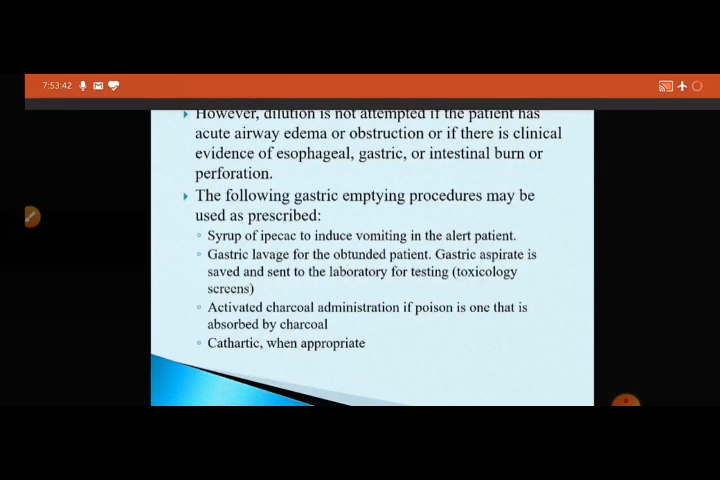 7:53:42
However, dilution is not attempted if the patient has
acute airway edema or obstruction or if there is clinical
evidence of esophageal, gastric, or intestinal burn or
perforation.
The following gastric emptying procedures may be
used as prescribed:
Syrup of ipecac to induce vomiting in the alert patient.
Gastric lavage for the obtunded patient. Gastric aspirate is
saved and sent to the laboratory for testing (toxicology
screens)
Activated charcoal administration if poison is one that is
absorbed by charcoal
Cathartic, when appropriate